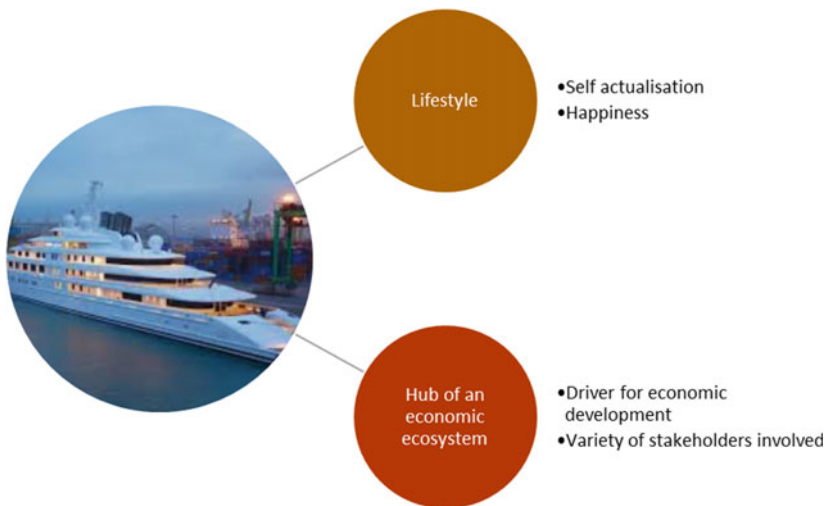 Lifestyle
•Self actualisation
•Happiness
Hub of an
economic
ecosystem
•Driver for economic
development
•Variety of stakeholders involved